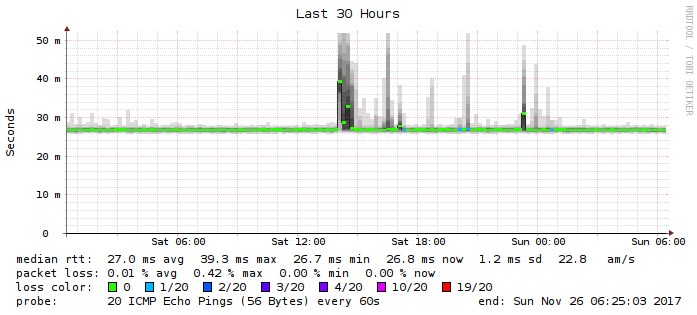 Last 30 Hours
RRDTOOL / TOBI OETIKER
Seconds
50 m
40 m
30 m
20 m
10 m
0
Sat 06:00 Sat 12:00 Sat 18:00 Sun 00:00 Sun 06:00
median rtt: 27.0 ms avg 39.3 ms max 26.7 ms min 26.8 ms now 1.2 ms sd 22.8 am/s
packet loss: 0.01 % avg 0.42 % max 0.00 % min 0.00 % now
loss color: 0 1/20 2/20 3/20 4/20 10/20 19/20
probe: 20 ICMP Echo Pings (56 Bytes) every 60s end: Sun Nov 26 06:25:03 2017